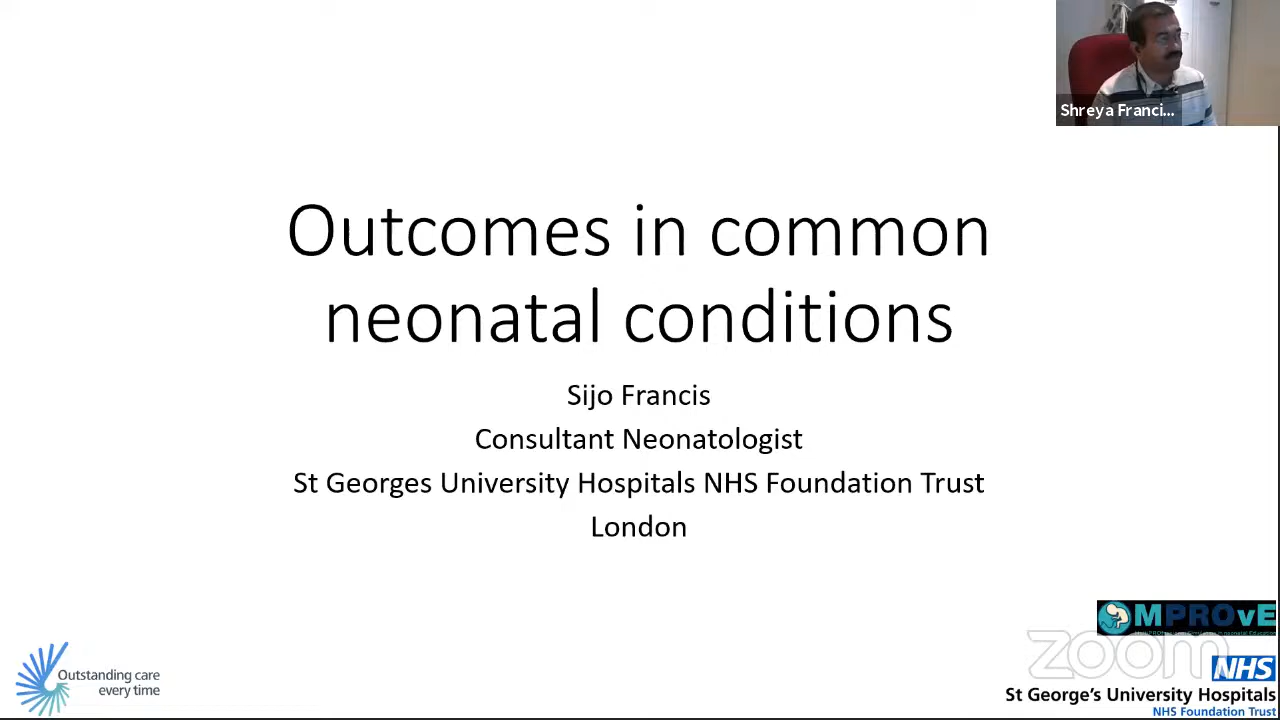 Shreya Franci...
Outcomes in common
neonatal conditions
Sijo Francis
Consultant Neonatologist
St Georges University Hospitals NHS Foundation Trust
London
MPROvE
zoom
Outstanding care
every time
NHS
St George's University Hospitals
NHS Foundation Trust